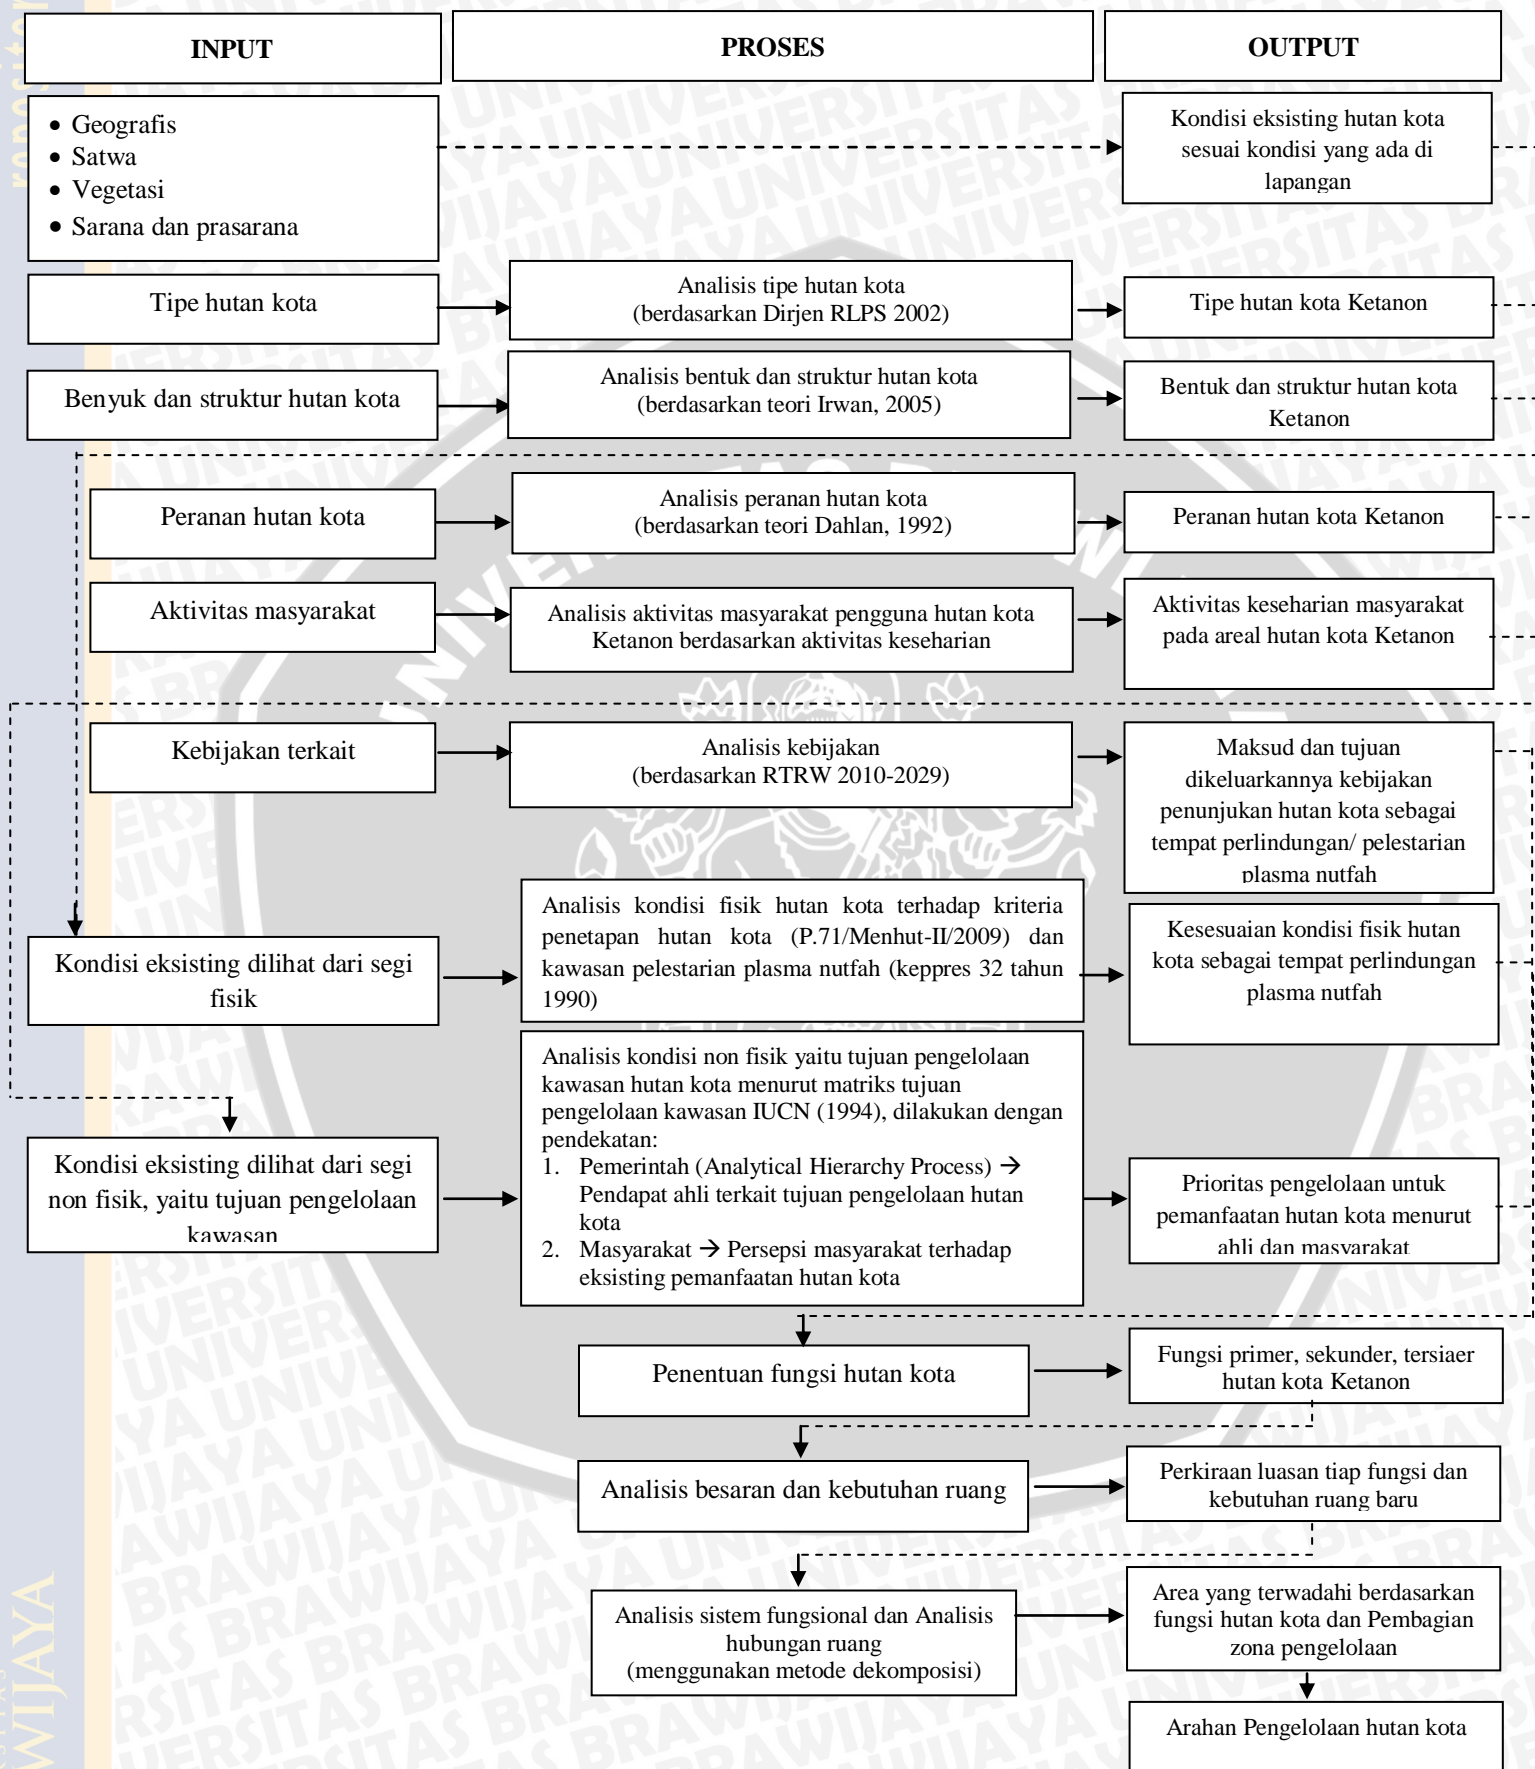 INPUT
PROSES
OUTPUT
• Geografis
• Satwa
• Vegetasi
• Sarana dan prasarana
Kondisi eksisting hutan kota
sesuai kondisi yang ada di
lapangan
Tipe hutan kota
Analisis tipe hutan kota
(berdasarkan Dirjen RLPS 2002)
Tipe hutan kota Ketanon
Benyuk dan struktur hutan kota
Analisis bentuk dan struktur hutan kota
(berdasarkan teori Irwan, 2005)
Bentuk dan struktur hutan kota
Ketanon
Peranan hutan kota
Analisis peranan hutan kota
(berdasarkan teori Dahlan, 1992)
Peranan hutan kota Ketanon
Aktivitas masyarakat
Analisis aktivitas masyarakat pengguna hutan kota
Ketanon berdasarkan aktivitas keseharian
Aktivitas keseharian masyarakat
pada areal hutan kota Ketanon
Kebijakan terkait
Analisis kebijakan
(berdasarkan RTRW 2010-2029)
Maksud dan tujuan
dikeluarkannya kebijakan
penunjukan hutan kota sebagai
tempat perlindungan/ pelestarian
plasma nutfah
Kondisi eksisting dilihat dari segi
fisik
Analisis kondisi fisik hutan kota terhadap kriteria
penetapan hutan kota (P.71/Menhut-II/2009) dan
kawasan pelestarian plasma nutfah (keppres 32 tahun
1990)
Kesesuaian kondisi fisik hutan
kota sebagai tempat perlindungan
plasma nutfah
Kondisi eksisting dilihat dari segi
non fisik, yaitu tujuan pengelolaan
kawasan
Analisis kondisi non fisik yaitu tujuan pengelolaan
kawasan hutan kota menurut matriks tujuan
pengelolaan kawasan IUCN (1994), dilakukan dengan
pendekatan:
1. Pemerintah (Analytical Hierarchy Process) →
Pendapat ahli terkait tujuan pengelolaan hutan
kota
2. Masyarakat → Persepsi masyarakat terhadap
eksisting pemanfaatan hutan kota
Prioritas pengelolaan untuk
pemanfaatan hutan kota menurut
ahli dan masyarakat
Penentuan fungsi hutan kota
Fungsi primer, sekunder, tersiaer
hutan kota Ketanon
Analisis besaran dan kebutuhan ruang
Perkiraan luasan tiap fungsi dan
kebutuhan ruang baru
Analisis sistem fungsional dan Analisis
hubungan ruang
(menggunakan metode dekomposisi)
Area yang terwadahi berdasarkan
fungsi hutan kota dan Pembagian
zona pengelolaan
Arahan Pengelolaan hutan kota